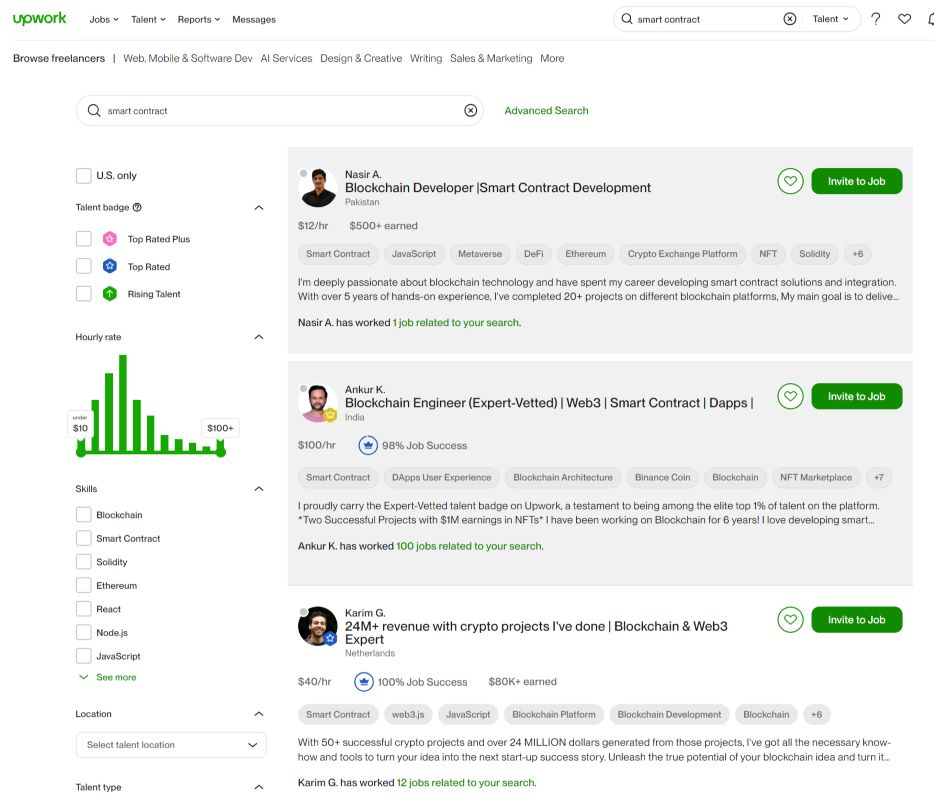 upwork Jobs Talent Reports Messages smart contract Talent
Browse freelancers | Web, Mobile & Software Dev AI Services Design & Creative Writing Sales & Marketing More
smart contract Advanced Search
U.S. only
Talent badge
Top Rated Plus
Top Rated
Rising Talent
Hourly rate
under
$10
$100+
Skills
Blockchain
Smart Contract
Solidity
Ethereum
React
Node.js
JavaScript
See more
Location
Select talent location
Talent type
Nasir A.
Blockchain Developer |Smart Contract Development
Pakistan
Invite to Job
$12/hr $500+ earned
Smart Contract JavaScript Metaverse DeFi Ethereum Crypto Exchange Platform NFT Solidity +6
I'm deeply passionate about blockchain technology and have spent my career developing smart contract solutions and integration.
With over 5 years of hands-on experience, I've completed 20+ projects on different blockchain platforms, My main goal is to delive...
Nasir A. has worked 1 job related to your search.
Ankur K.
Blockchain Engineer (Expert-Vetted) | Web3 | Smart Contract | Dapps |
India
Invite to Job
$100/hr 98% Job Success
Smart Contract DApps User Experience Blockchain Architecture Binance Coin Blockchain NFT Marketplace +7
I proudly carry the Expert-Vetted talent badge on Upwork, a testament to being among the elite top 1% of talent on the platform.
*Two Successful Projects with $1M earnings in NFTs* I have been working on Blockchain for 6 years! I love developing smart...
Ankur K. has worked 100 jobs related to your search.
Karim G.
24M+ revenue with crypto projects I've done | Blockchain & Web3
Expert
Netherlands
Invite to Job
$40/hr 100% Job Success $80K+ earned
Smart Contract web3.js JavaScript Blockchain Platform Blockchain Development Blockchain +6
With 50+ successful crypto projects and over 24 MILLION dollars generated from those projects, I've got all the necessary know-
how and tools to turn your idea into the next start-up success story. Unleash the true potential of your blockchain idea and turn it...
Karim G. has worked 12 jobs related to your search.